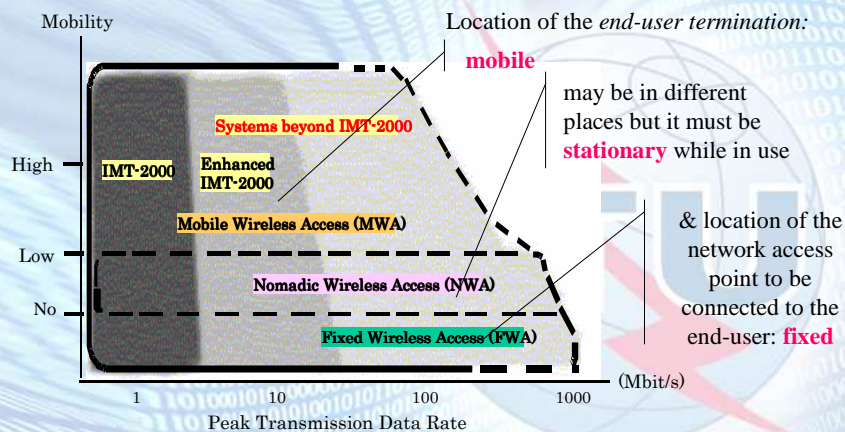 Mobility
Location of the end-user termination:
mobile
may be in different
places but it must be
stationary while in use
Systems beyond IMT-2000
High
IMT-2000
Enhanced
IMT-2000
Mobile Wireless Access (MWA)
& location of the
network access
point to be
connected to the
end-user: fixed
Low
Nomadic Wireless Access (NWA)
No
Fixed Wireless Access (FWA)
1
10
100
1000
(Mbit/s)
Peak Transmission Data Rate